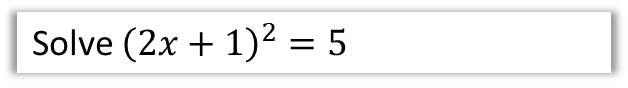 Solve (2x + 1)² = 5